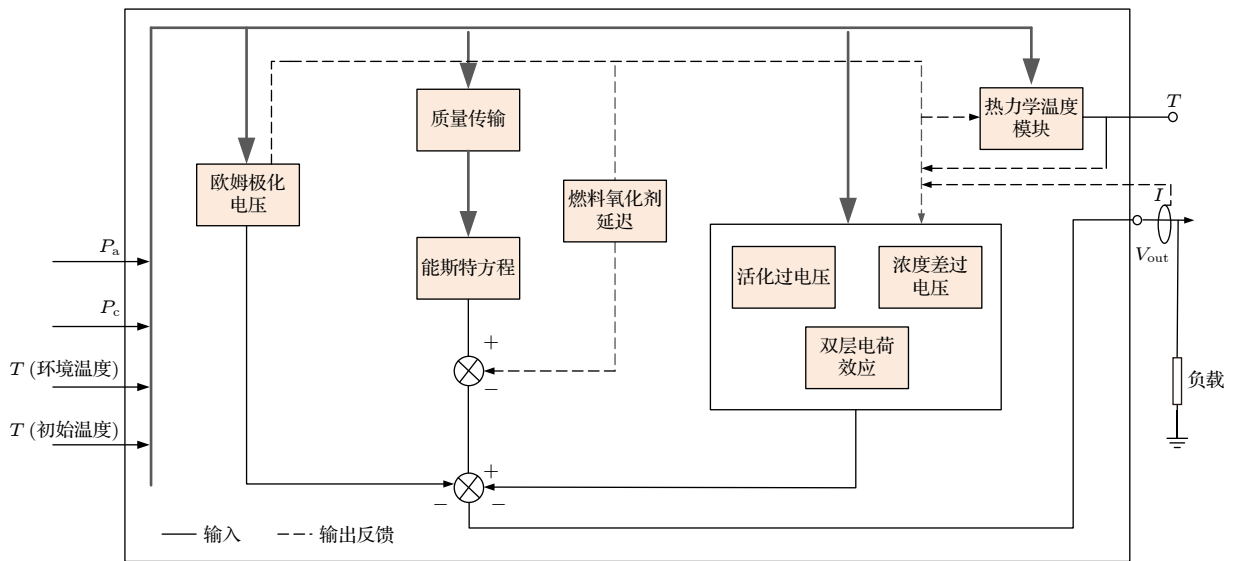 质量传输
热力学温度
模块
T
欧姆极化
电压
燃料氧化剂
延迟
I
P_a
能斯特方程
活化过电压
浓度差过
电压
V_out
P_c
+
双层电荷
效应
T (环境温度)
−
负载
T (初始温度)
+
−
−
输入
输出反馈